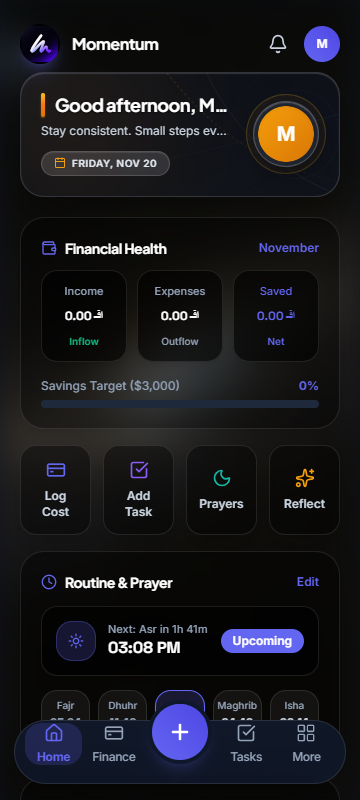 Momentum
M
Good afternoon, M...
Stay consistent. Small steps ev...
FRIDAY, NOV 20
M
Financial Health
November
Income
0.00
Inflow
Expenses
0.00
Outflow
Saved
0.00
Net
Savings Target ($3,000)
0%
Log
Cost
Add
Task
Prayers
Reflect
Routine & Prayer
Edit
Next: Asr in 1h 41m
03:08 PM
Upcoming
Fajr
Dhuhr
Maghrib
Isha
Home
Finance
Tasks
More